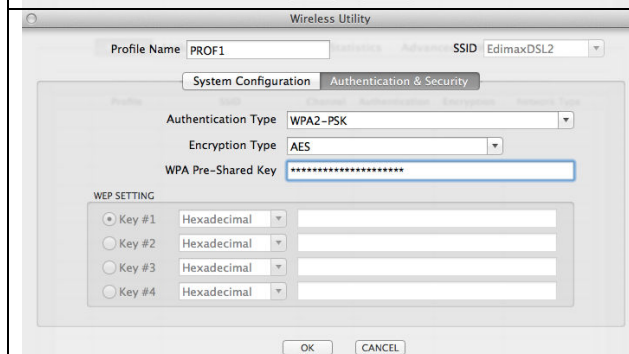 Wireless Utility
Profile Name PROF1 SSID EdimaxDSL2
System Configuration Authentication & Security
Authentication Type WPA2-PSK
Encryption Type AES
WPA Pre-Shared Key *********************
WEP SETTING
Key #1 Hexadecimal
Key #2 Hexadecimal
Key #3 Hexadecimal
Key #4 Hexadecimal
OK CANCEL